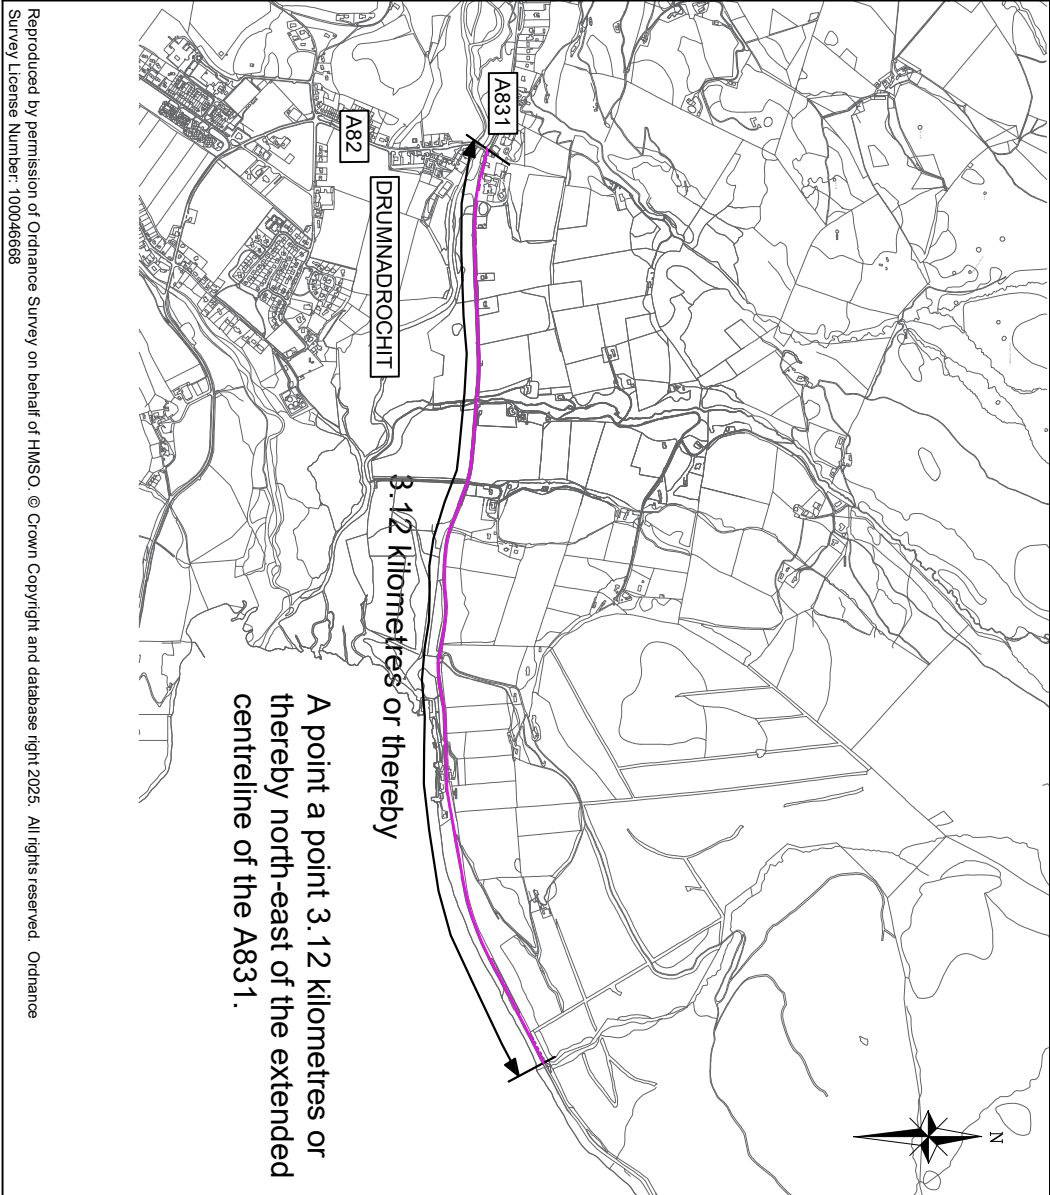 N
A831
A82
DRUMNADROCHIT
3.12 kilometres or thereby
A point a point 3.12 kilometres or
thereby north-east of the extended
centreline of the A831.
Reproduced by permission of Ordnance Survey on behalf of HMSO. © Crown Copyright and database right 2025. All rights reserved. Ordnance
Survey License Number: 100046668